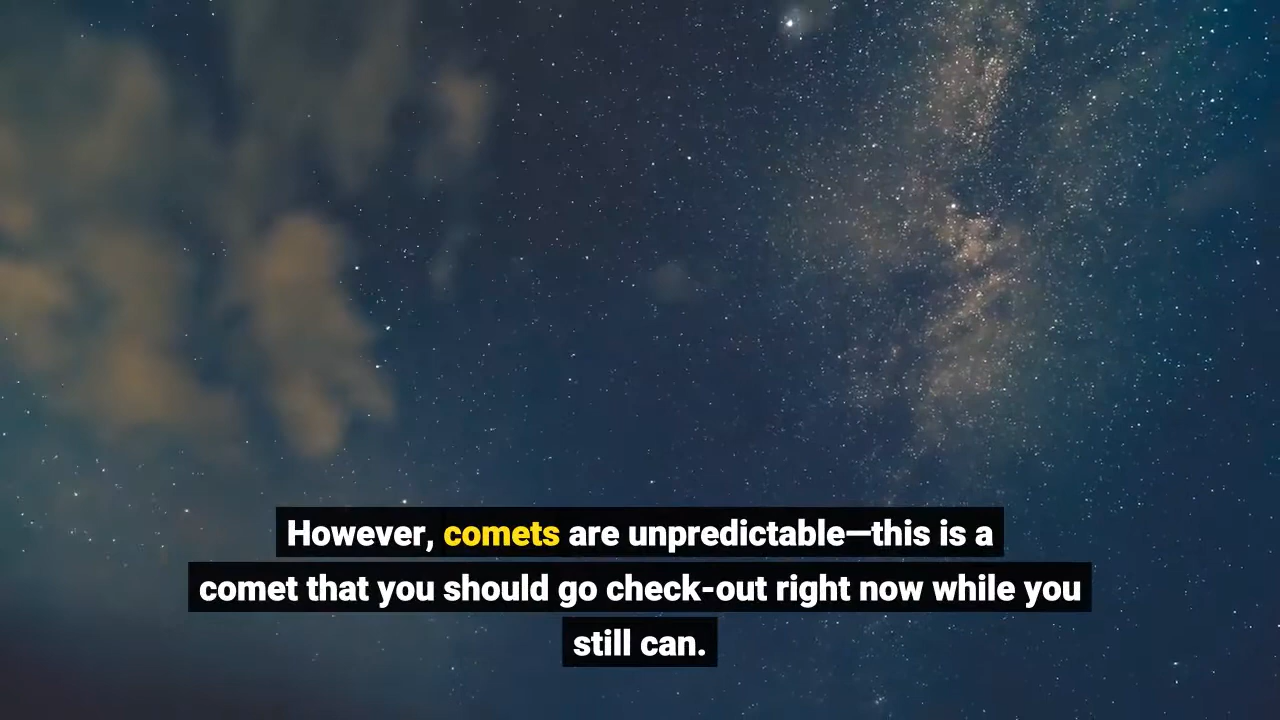 However, comets are unpredictable—this is a
comet that you should go check-out right now while you
still can.